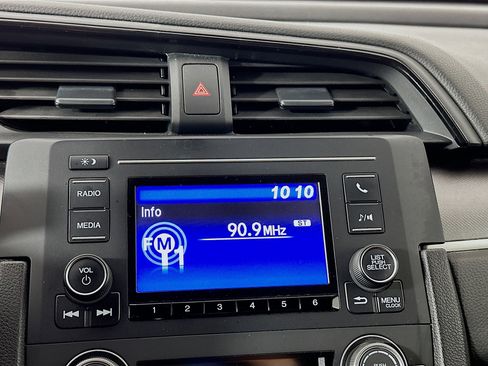 RADIO
MEDIA
VOL
10 10
Info
ST
90.9 MHz
FM
1 2 3 4 5 6
LIST
PUSH
SELECT
MENU
CLOCK
PUSH